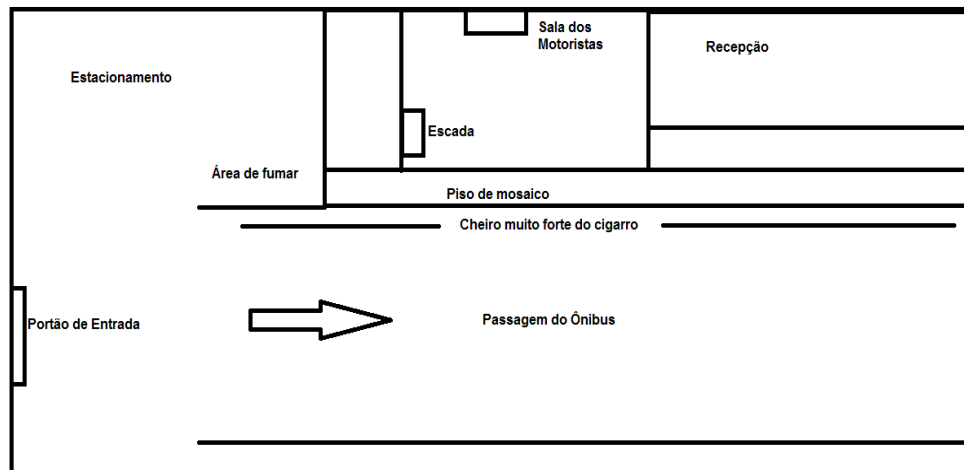 Sala dos
Motoristas
Recepção
Estacionamento
Escada
Área de fumar
Piso de mosaico
Cheiro muito forte do cigarro
Portão de Entrada
Passagem do Ônibus